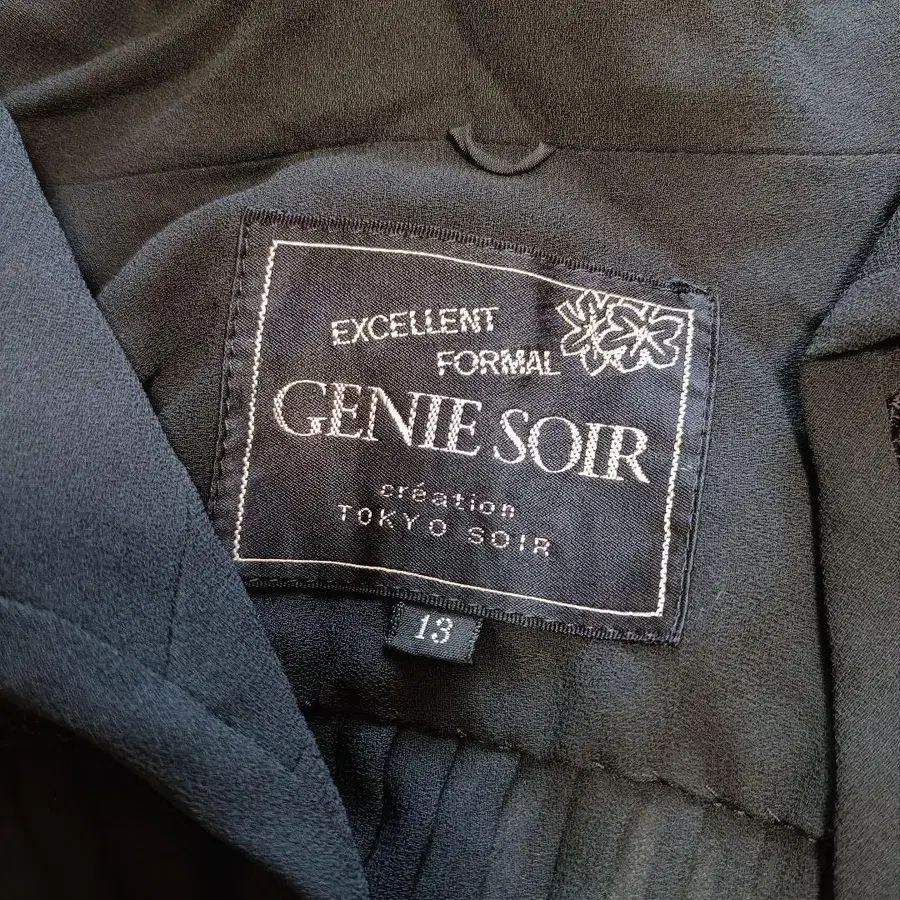 EXCELLENT
FORMAL
GENIE SOIR
création
TOKYO SOIR
13